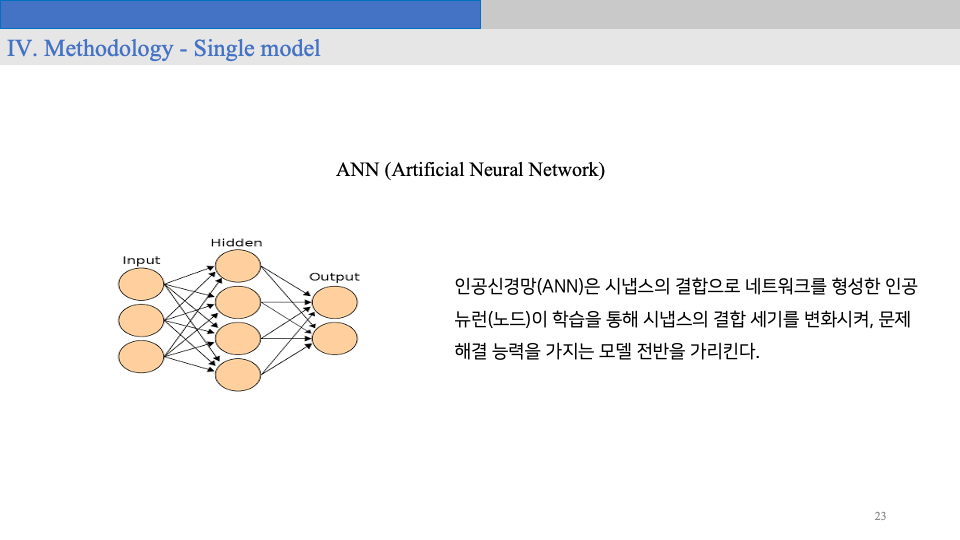 IV. Methodology - Single model
ANN (Artificial Neural Network)
Hidden
Input
Output
인공신경망(ANN)은 시냅스의 결합으로 네트워크를 형성한 인공
뉴런(노드)이 학습을 통해 시냅스의 결합 세기를 변화시켜, 문제
해결 능력을 가지는 모델 전반을 가리킨다.
23